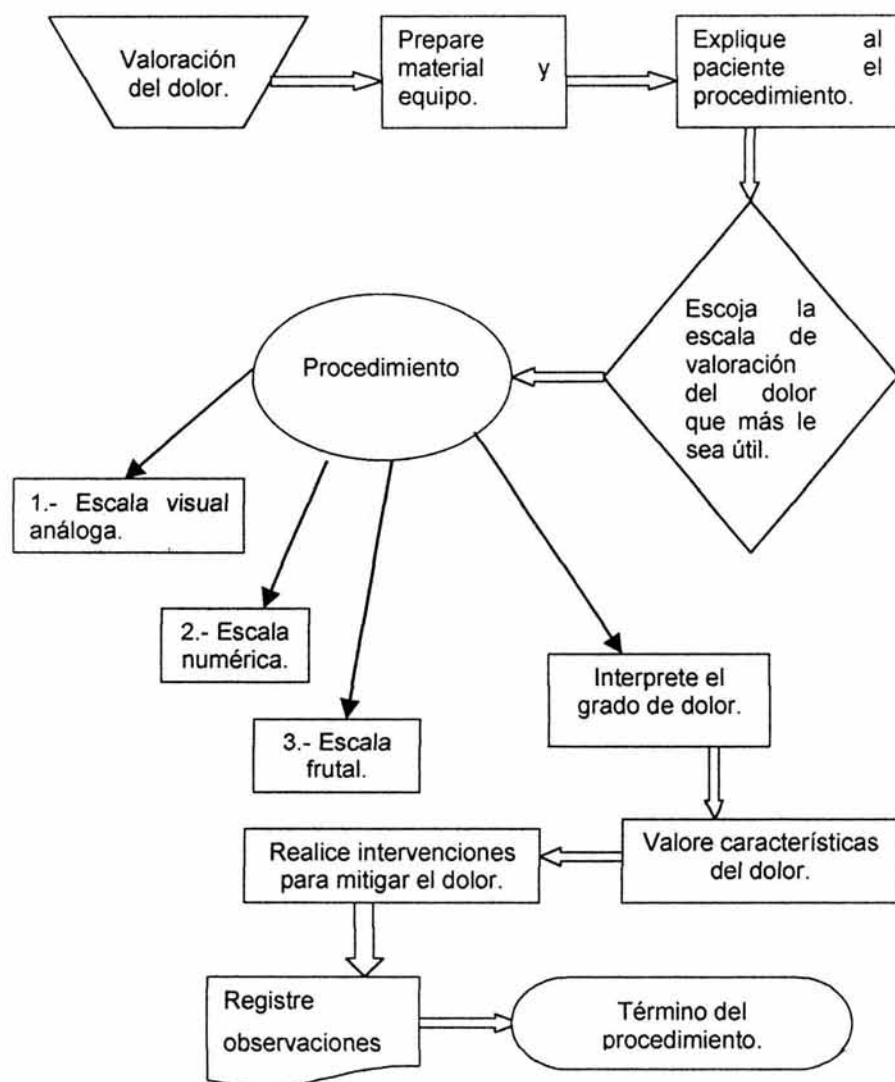 Valoración
del dolor.
Prepare
material y
equipo.
Explique al
paciente el
procedimiento.
Escoja la
escala de
valoración
del dolor
que más le
sea útil.
Procedimiento
1.- Escala visual
análoga.
2.- Escala
numérica.
3.- Escala
frutal.
Interprete el
grado de dolor.
Valore características
del dolor.
Realice intervenciones
para mitigar el dolor.
Registre
observaciones
Término del
procedimiento.